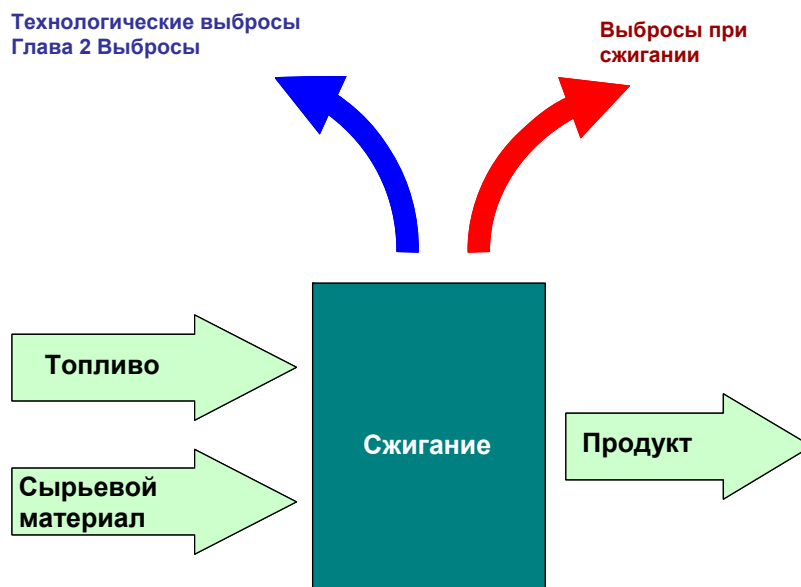 Технологические выбросы
Глава 2 Выбросы
Выбросы при
сжигании
Топливо
Сжигание
Продукт
Сырьевой
материал